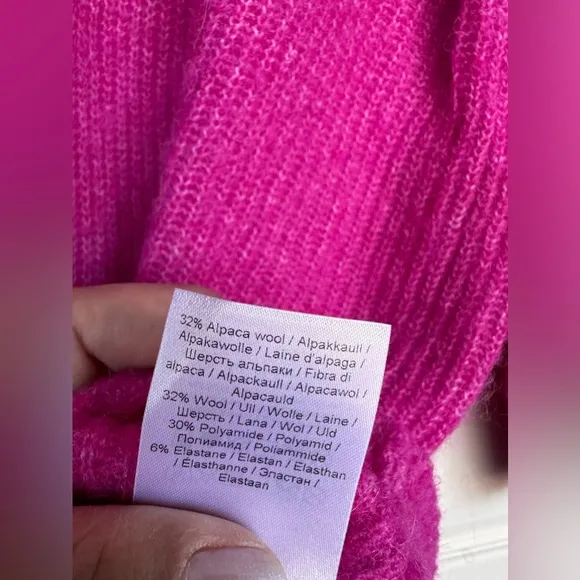 32% Alpaca wool / Alpakkaull /
Alpakawolle / Laine d'alpaga /
Шерсть альпаки / Fibra di
alpaca / Alpackaull / Alpacawol /
Alpacauld
32% Wool / Ull / Wolle / Laine /
Шерсть / Lana / Wol / Uld
30% Polyamide / Polyamid /
Полиамид / Poliammide
6% Elastane / Elastan / Elasthan
/ Élasthanne / Эластан /
Elastaan